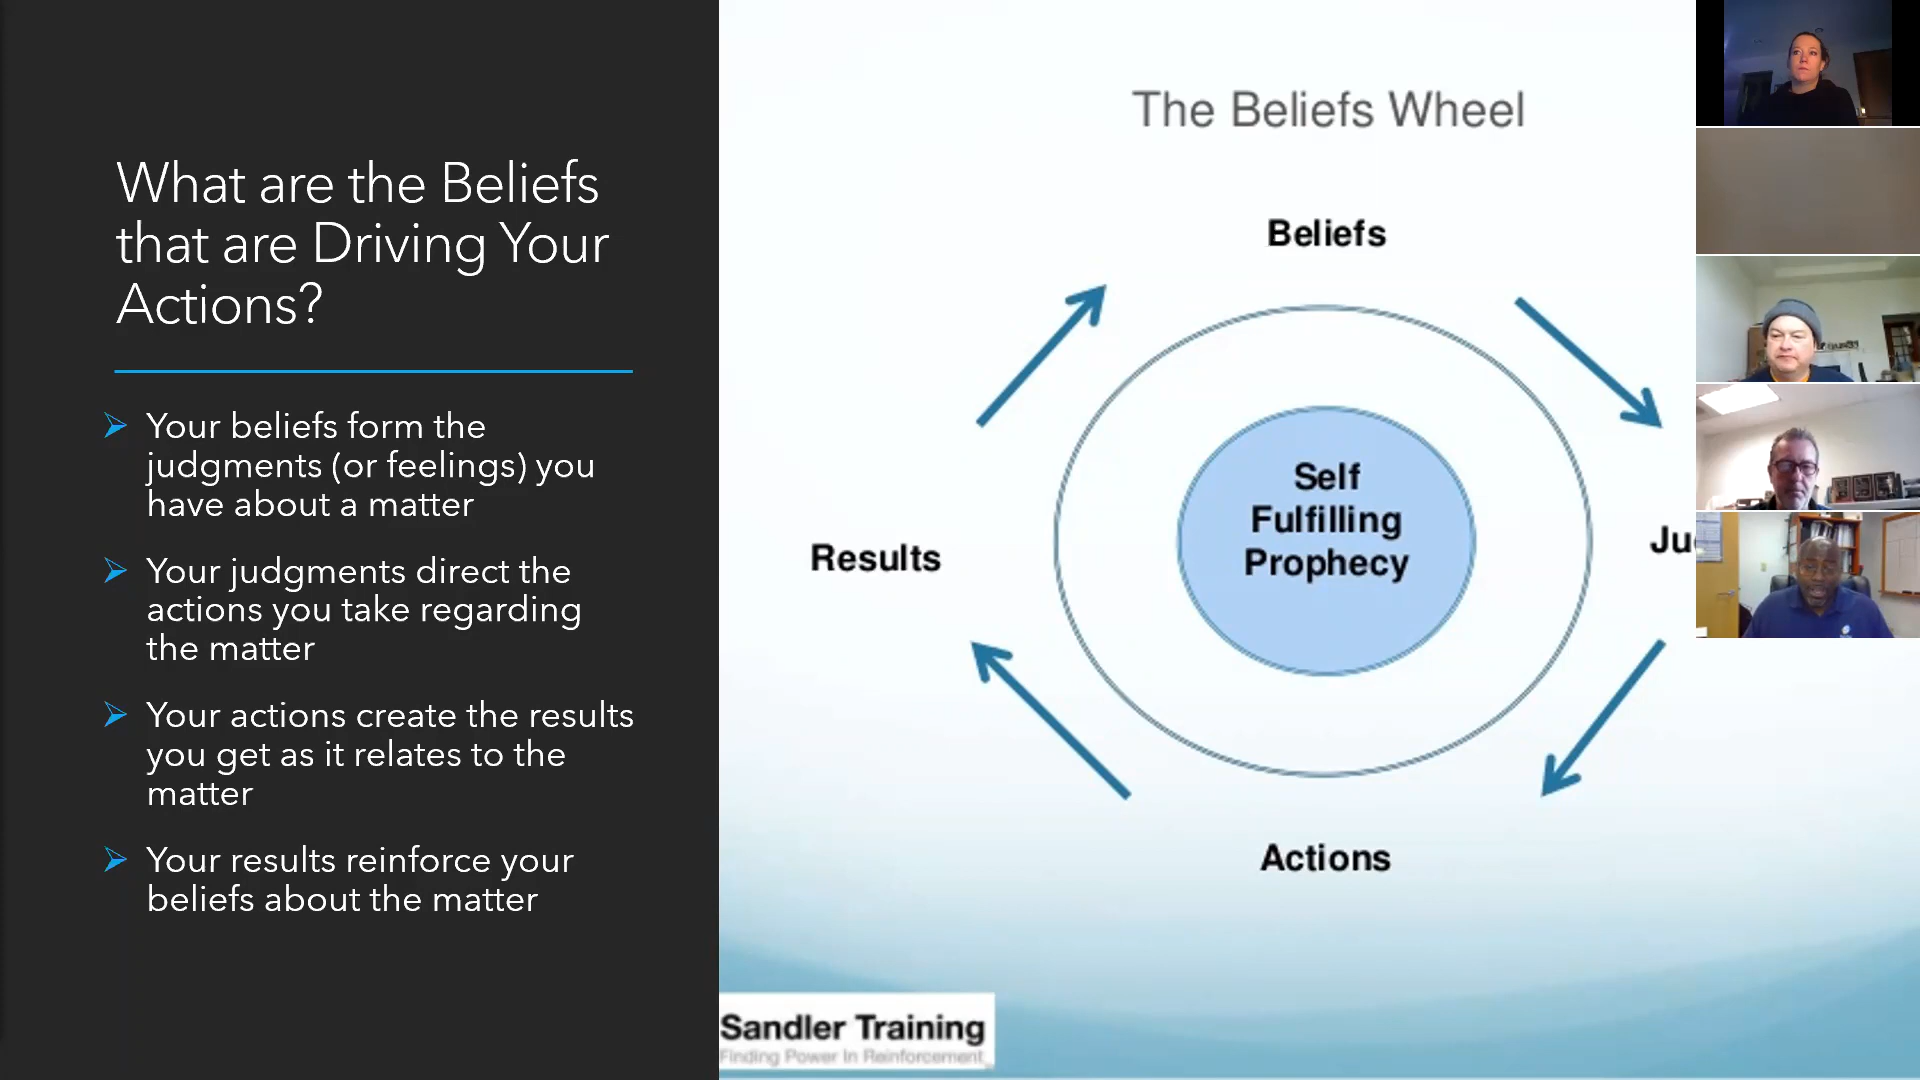 What are the Beliefs
that are Driving Your
Actions?
Your beliefs form the
judgments (or feelings) you
have about a matter
Your judgments direct the
actions you take regarding
the matter
Your actions create the results
you get as it relates to the
matter
Your results reinforce your
beliefs about the matter
The Beliefs Wheel
Beliefs
Self
Fulfilling
Prophecy
Results
Actions
Sandler Training
Finding Power In Reinforcement